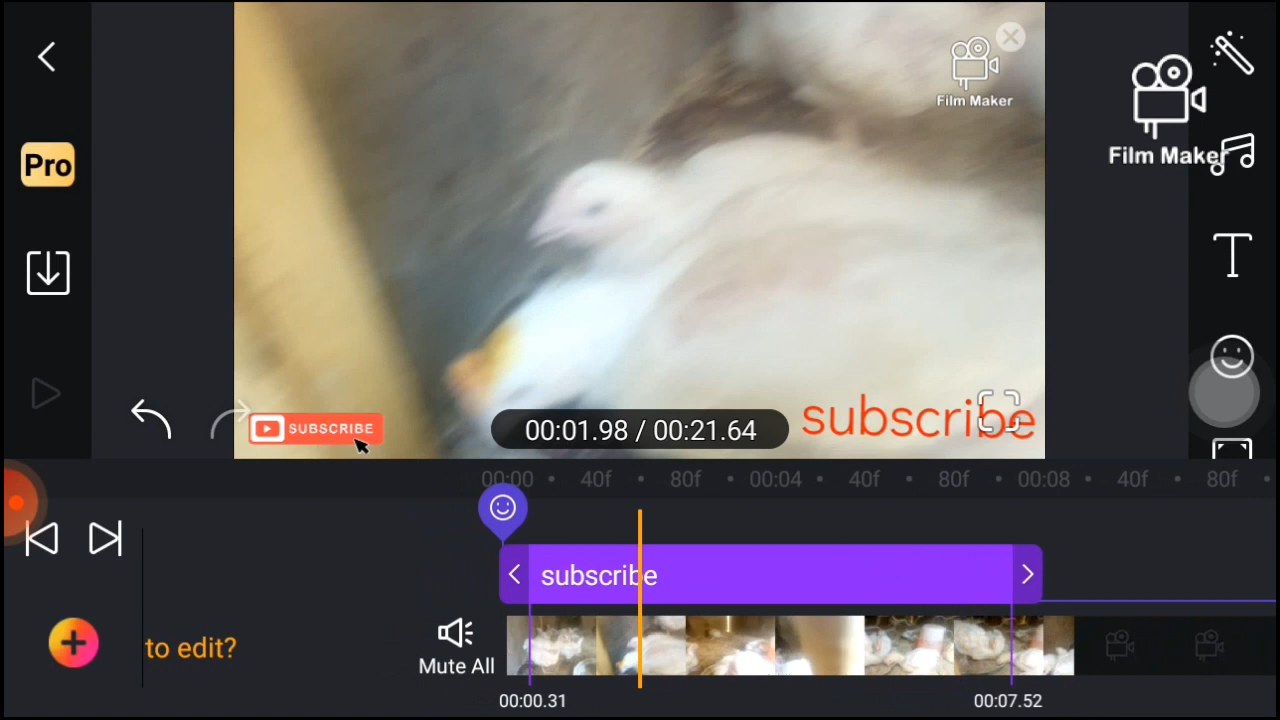 Film Maker
Film Maker
Pro
SUBSCRIBE
00:01.98 / 00:21.64
subscribe
00:00 40f 80f 00:04 40f 80f 00:08 40f 80f
subscribe
to edit?
Mute All
00:00.31
00:07.52